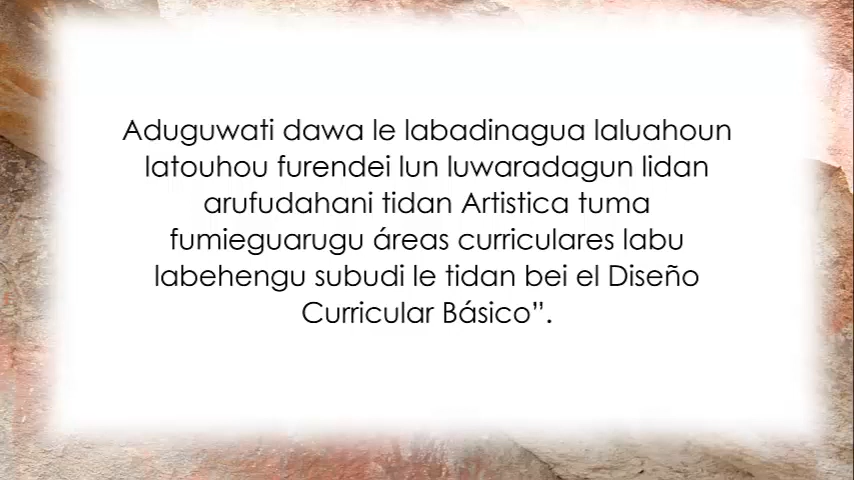 Aduguwati dawa le labadinagua laluahoun
latouhou furendei lun luwaradagun lidan
arufudahani tidan Artistica tuma
fumieguarugu áreas curriculares labu
labehengu subudi le tidan bei el Diseño
Curricular Básico”.